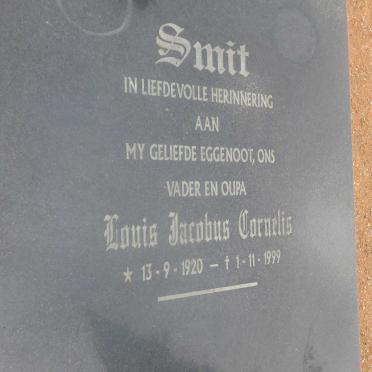 Smit
IN LIEFDEVOLLE HERINNERING
AAN
MY GELIEFDE EGGENOOT, ONS
VADER EN OUPA
Louis Jacobus Cornelis
★ 13-9-1920 — † 1-11-1999